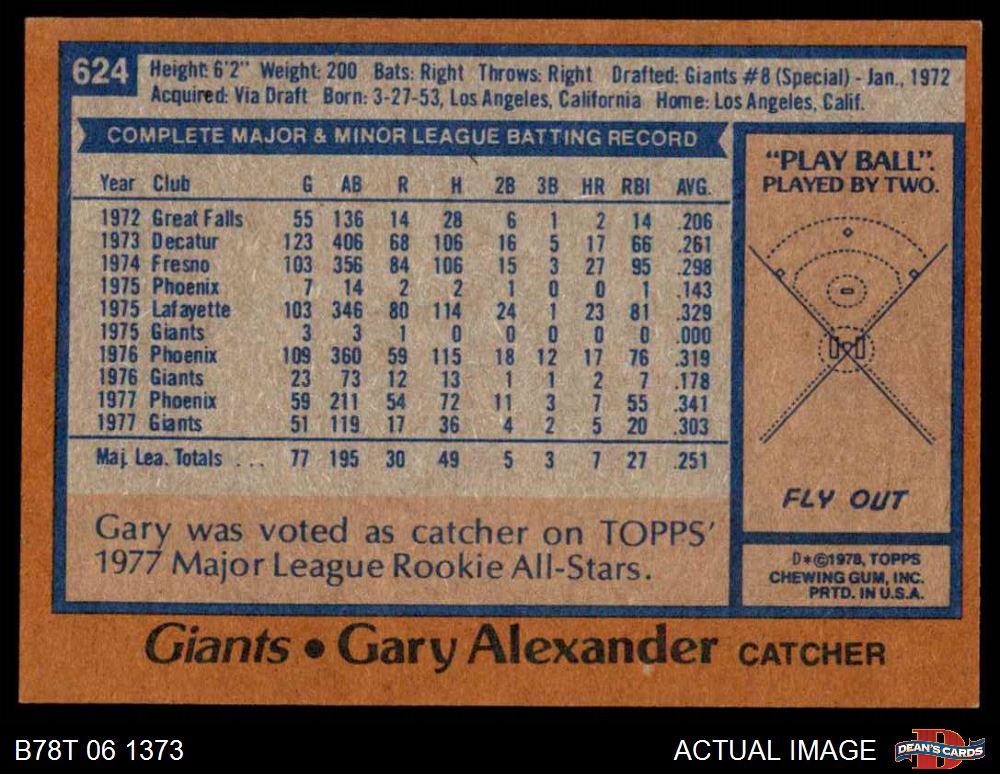 624
Height: 6'2" Weight: 200 Bats: Right Throws: Right Drafted: Giants #8 (Special) - Jan., 1972
Acquired: Via Draft Born: 3-27-53, Los Angeles, California Home: Los Angeles, Calif.
COMPLETE MAJOR & MINOR LEAGUE BATTING RECORD
Year Club G AB R H 2B 3B HR RBI AVG.
1972 Great Falls 55 136 14 28 6 1 2 14 .206
1973 Decatur 123 406 68 106 16 5 17 66 .261
1974 Fresno 103 356 84 106 15 3 27 95 .298
1975 Phoenix 7 14 2 2 1 0 0 1 .143
1975 Lafayette 103 346 80 114 24 1 23 81 .329
1975 Giants 3 3 1 0 0 0 0 0 .000
1976 Phoenix 109 360 59 115 18 12 17 76 .319
1976 Giants 23 73 12 13 1 1 2 7 .178
1977 Phoenix 59 211 54 72 11 3 7 55 .341
1977 Giants 51 119 17 36 4 2 5 20 .303
Maj. Lea. Totals ... 77 195 30 49 5 3 7 27 .251
Gary was voted as catcher on TOPPS'
1977 Major League Rookie All-Stars.
"PLAY BALL".
PLAYED BY TWO.
FLY OUT
D*©1978, TOPPS
CHEWING GUM, INC.
PRTD. IN U.S.A.
Giants • Gary Alexander CATCHER
B78T 06 1373
ACTUAL IMAGE
D
DEAN'S CARDS